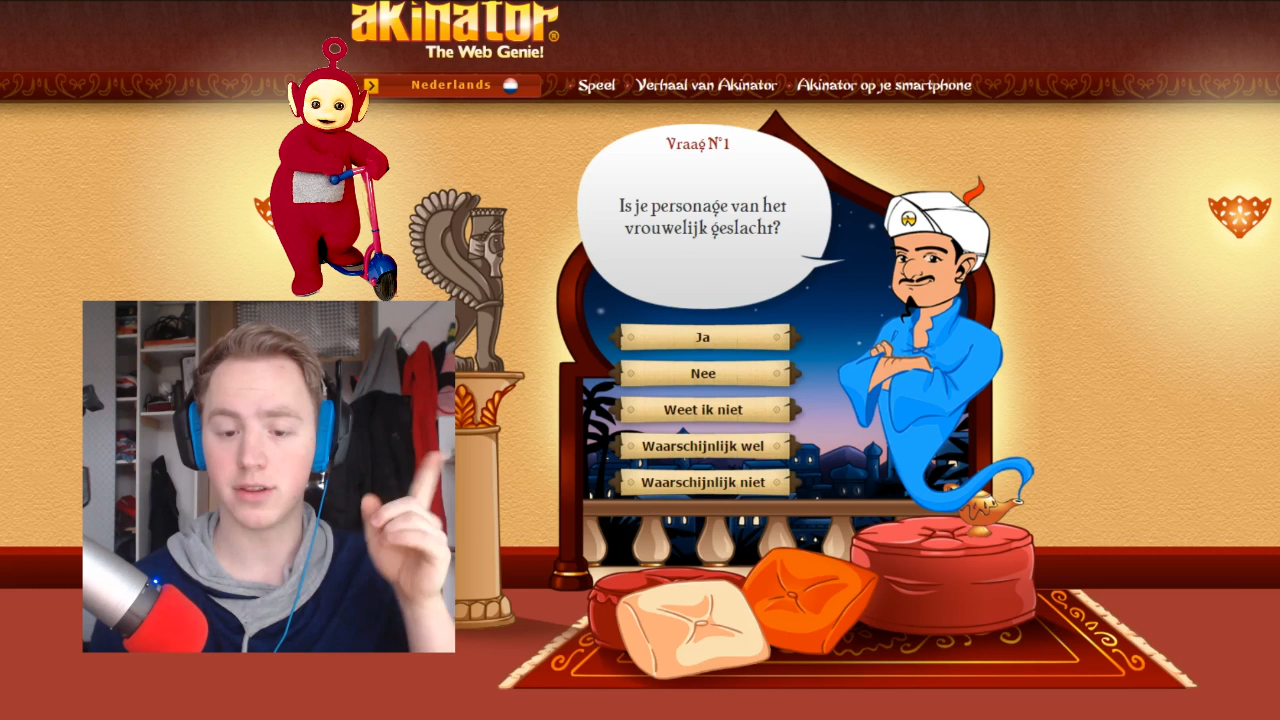 akinator®
The Web Genie!
Nederlands
Speel
Verhaal van Akinator
Akinator op je smartphone
Vraag N°1
Is je personage van het
vrouwelijk geslacht?
Ja
Nee
Weet ik niet
Waarschijnlijk wel
Waarschijnlijk niet